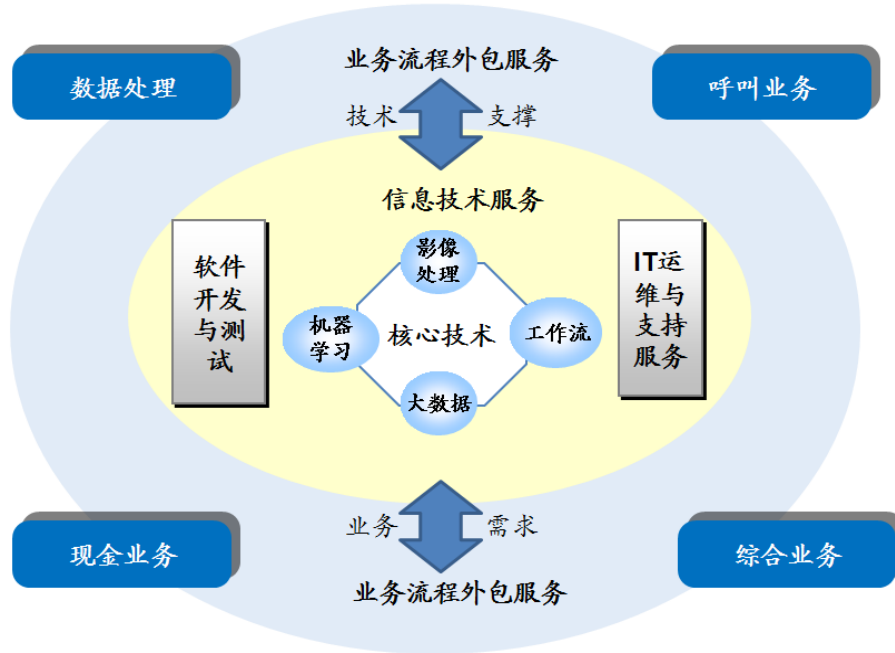 业务流程外包服务
数据处理
呼叫业务
技术 支撑
信息技术服务
影像
处理
软件
开发
与测
试
IT运
维与
支持
服务
机器
学习
核心技术
工作流
大数据
业务 需求
现金业务
综合业务
业务流程外包服务